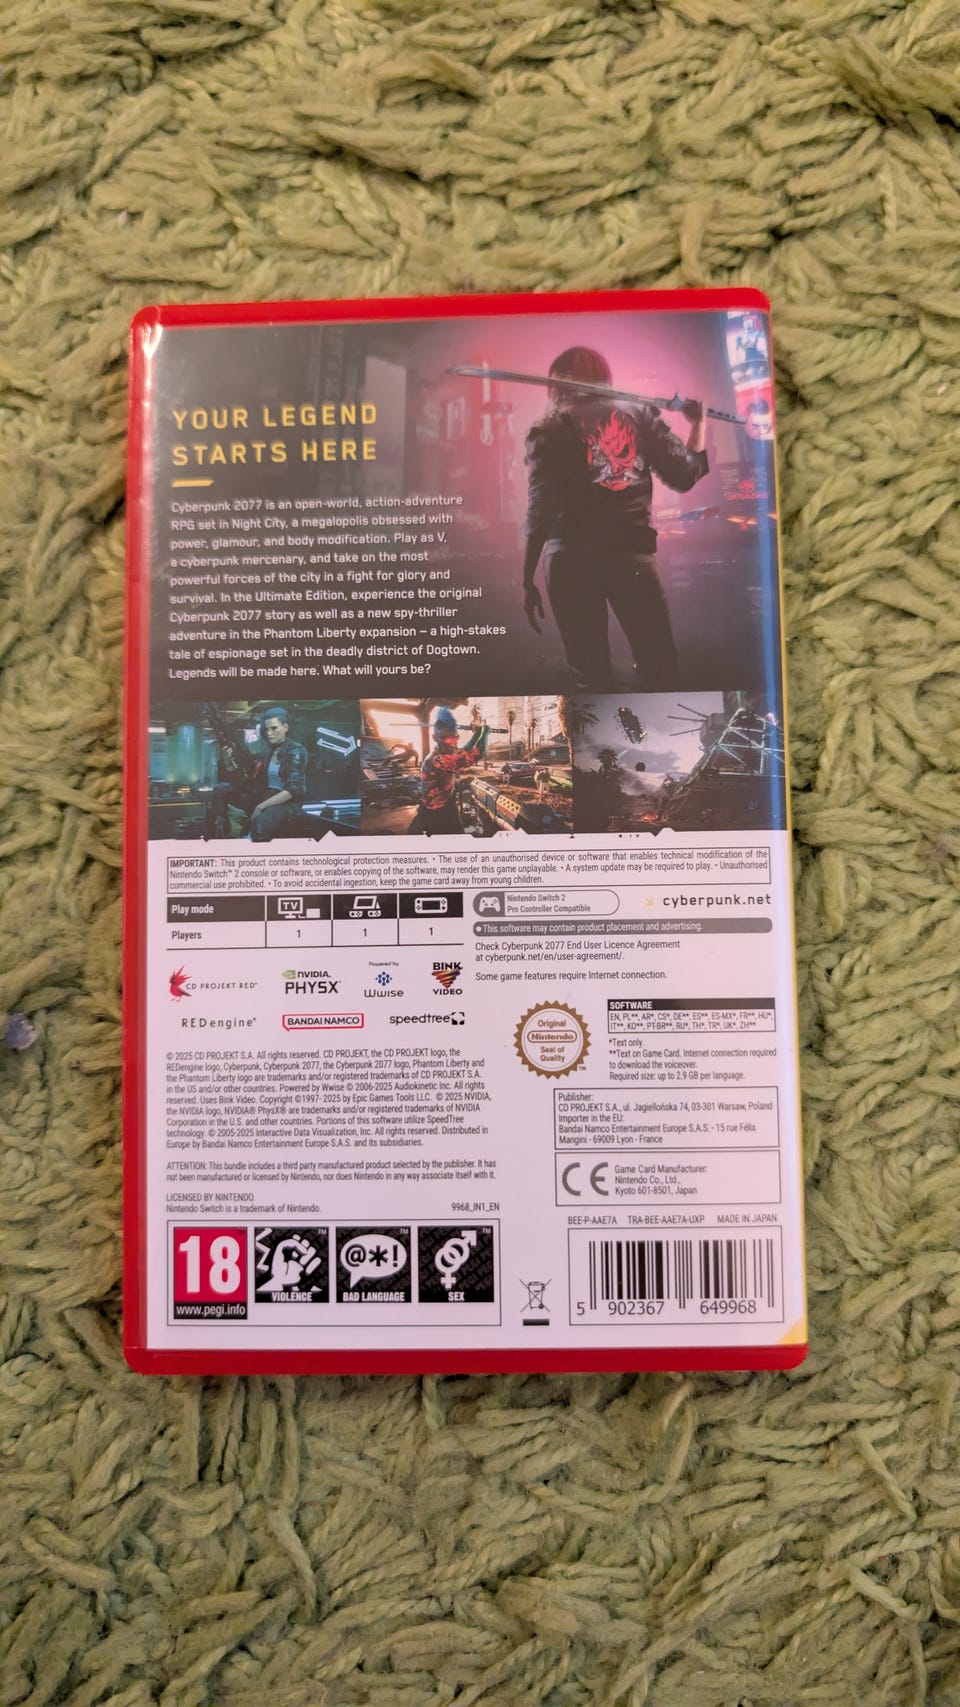 YOUR LEGEND
STARTS HERE
Cyberpunk 2077 is an open-world, action-adventure
RPG set in Night City, a megalopolis obsessed with
power, glamour, and body modification. Play as V,
a cyberpunk mercenary, and take on the most
powerful forces of the city in a fight for glory and
survival. In the Ultimate Edition, experience the original
Cyberpunk 2077 story as well as a new spy-thriller
adventure in the Phantom Liberty expansion – a high-stakes
tale of espionage set in the deadly district of Dogtown.
Legends will be made here. What will yours be?
IMPORTANT: This product contains technological protection measures. • The use of an unauthorised device or software that enables technical modification of the
Nintendo Switch™ 2 console or software, or enables copying of the software, may render this game unplayable. • A system update may be required to play. • Unauthorised
commercial use prohibited. • To avoid accidental ingestion, keep the game card away from young children.
Play mode TV
Players 1 1 1
Nintendo Switch 2
Pro Controller Compatible
cyberpunk.net
• This software may contain product placement and advertising.
Check Cyberpunk 2077 End User Licence Agreement
at cyberpunk.net/en/user-agreement/.
Some game features require Internet connection.
CD PROJEKT RED®
NVIDIA.
PHYSX®
Powered by
Wwise
BINK
VIDEO
REDengine®
BANDAI NAMCO
speedtree
Original
Nintendo
Seal of
Quality
TM
SOFTWARE
EN, PL**, AR*, CS*, DE**, ES**, ES-MX*, FR**, HU*,
IT**, KO**, PT-BR**, RU*, TH*, TR*, UK*, ZH**
*Text only.
**Text on Game Card. Internet connection required
to download the voiceover.
Required size: up to 2.9 GB per language.
© 2025 CD PROJEKT S.A. All rights reserved. CD PROJEKT, the CD PROJEKT logo, the
REDengine logo, Cyberpunk, Cyberpunk 2077, the Cyberpunk 2077 logo, Phantom Liberty and
the Phantom Liberty logo are trademarks and/or registered trademarks of CD PROJEKT S.A.
in the US and/or other countries. Powered by Wwise © 2006-2025 Audiokinetic Inc. All rights
reserved. Uses Bink Video. Copyright ©1997- 2025 by Epic Games Tools LLC. © 2025 NVIDIA,
the NVIDIA logo, NVIDIA® PhysX® are trademarks and/or registered trademarks of NVIDIA
Corporation in the U.S. and other countries. Portions of this software utilize SpeedTree
technology. © 2005-2025 Interactive Data Visualization, Inc. All rights reserved. Distributed in
Europe by Bandai Namco Entertainment Europe S.A.S. and its subsidiaries.
ATTENTION: This bundle includes a third party manufactured product selected by the publisher. It has
not been manufactured or licensed by Nintendo, nor does Nintendo in any way associate itself with it.
LICENSED BY NINTENDO.
Nintendo Switch is a trademark of Nintendo.
9968_IN1_EN
Publisher:
CD PROJEKT S.A., ul. Jagiellońska 74, 03-301 Warsaw, Poland
Importer in the EU:
Bandai Namco Entertainment Europe S.A.S. - 15 rue Félix
Mangini - 69009 Lyon - France
CE
Game Card Manufacturer:
Nintendo Co., Ltd.,
Kyoto 601-8501, Japan
BEE-P-AAE7A TRA-BEE-AAE7A-UXP MADE IN JAPAN
18
www.pegi.info
VIOLENCE
@*!
BAD LANGUAGE
SEX
5 902367 649968